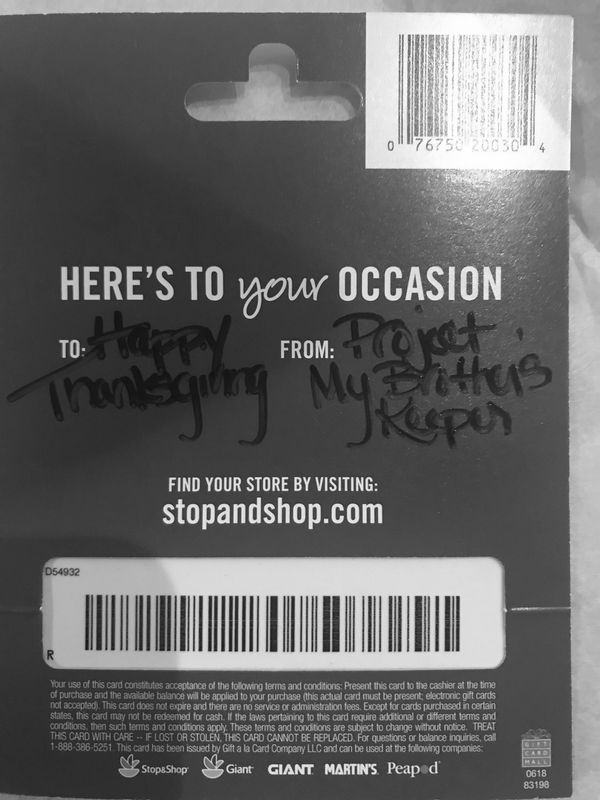 0 76750 20030 4
HERE'S TO your OCCASION
TO: Happy
Thanksgiving
FROM: Project
My Brother's
Keeper
FIND YOUR STORE BY VISITING:
stopandshop.com
D54932
R
Your use of this card constitutes acceptance of the following terms and conditions: Present this card to the cashier at the time
of purchase and the available balance will be applied to your purchase (this actual card must be present; electronic gift cards
not accepted). This card does not expire and there are no service or administration fees. Except for cards purchased in certain
states, this card may not be redeemed for cash. If the laws pertaining to this card require additional or different terms and
conditions, then such terms and conditions apply. These terms and conditions are subject to change without notice. TREAT
THIS CARD WITH CARE -- IF LOST OR STOLEN, THIS CARD CANNOT BE REPLACED. For questions or balance inquiries, call
1-888-386-5251. This card has been issued by Gift a la Card Company LLC and can be used at the following companies:
Stop&Shop Giant GIANT MARTIN'S Peapod
GIFT
CARD
MALL
0618
83198